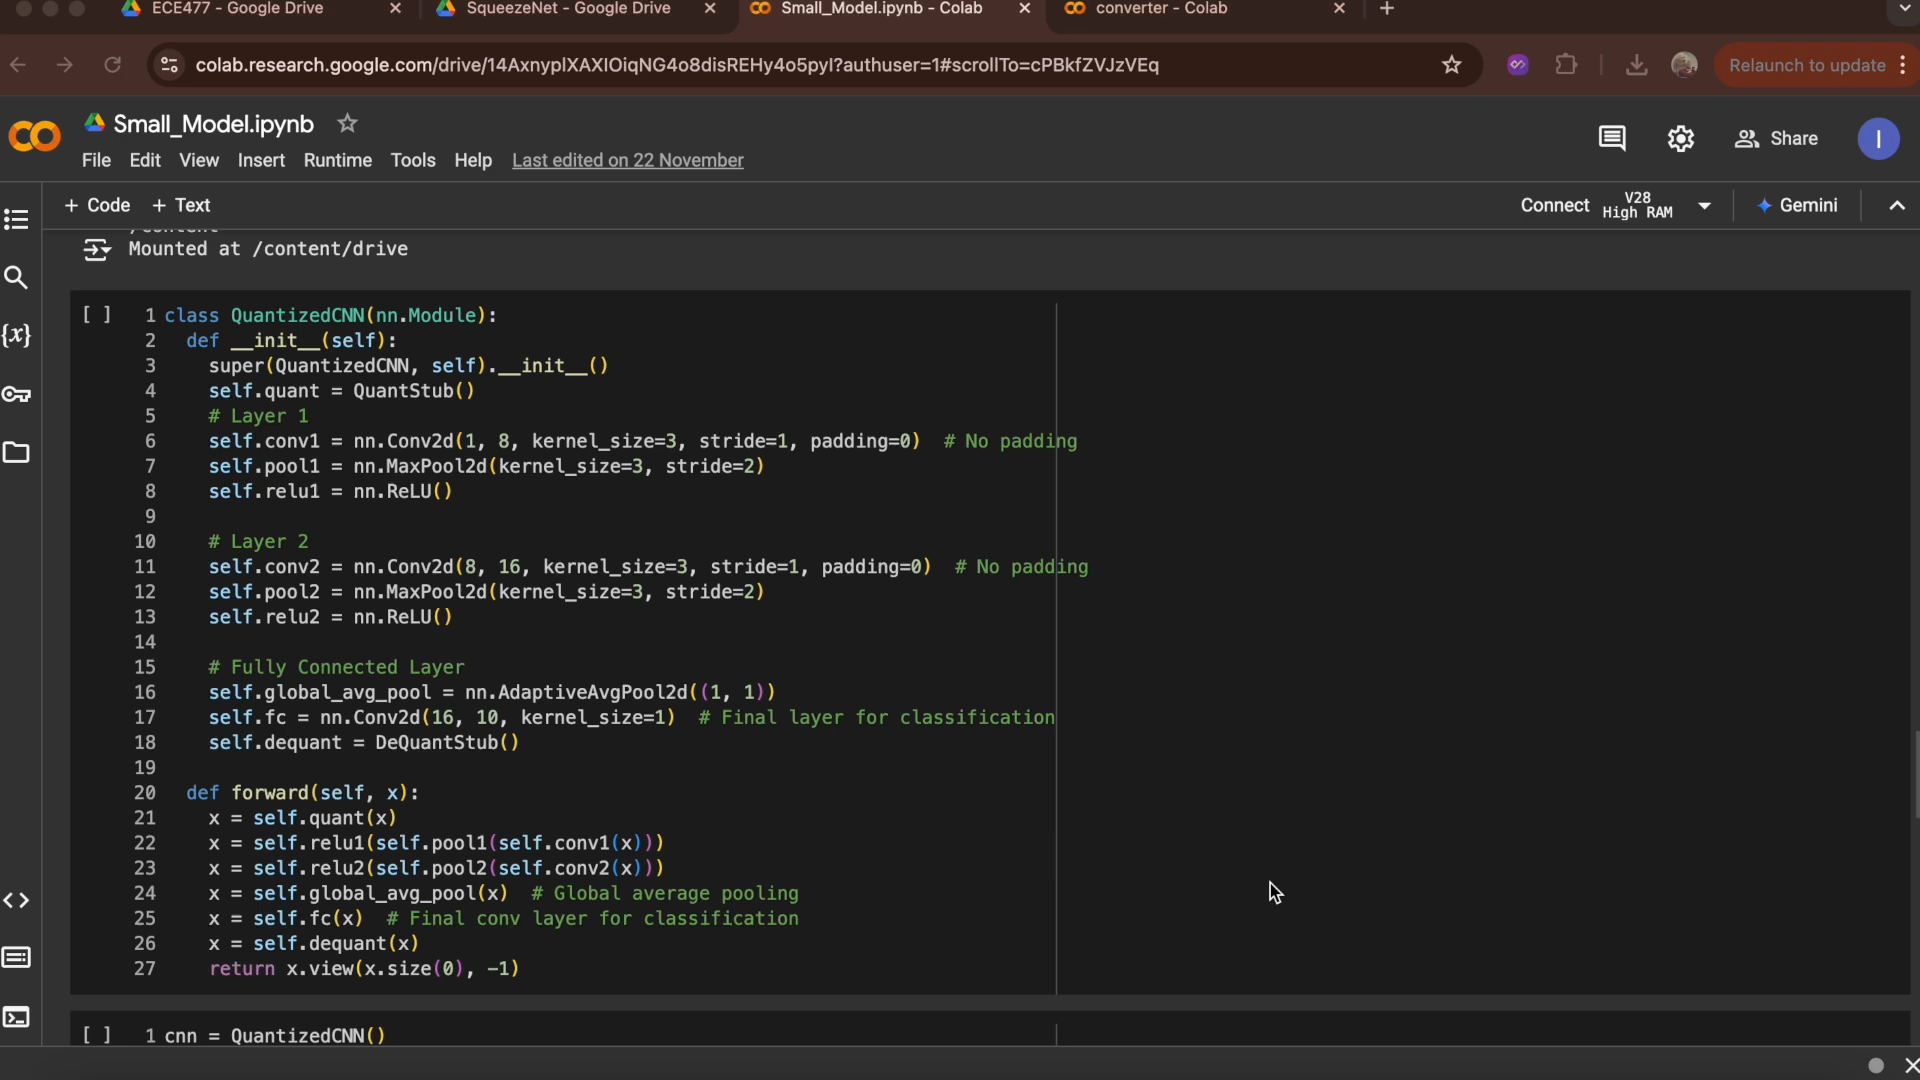 ECE477 - Google Drive
SqueezeNet - Google Drive
Small_Model.ipynb - Colab
converter - Colab
colab.research.google.com/drive/14AxnyplXAXlOiqNG4o8disREHy4o5pyl?authuser=1#scrollTo=cPBkfZVJzVEq
Relaunch to update
Small_Model.ipynb
Share
I
File Edit View Insert Runtime Tools Help Last edited on 22 November
+ Code + Text
Connect V28 High RAM
Gemini
/content
Mounted at /content/drive
{x}
[ ]
1 class QuantizedCNN(nn.Module):
2 def __init__(self):
3 super(QuantizedCNN, self).__init__()
4 self.quant = QuantStub()
5 # Layer 1
6 self.conv1 = nn.Conv2d(1, 8, kernel_size=3, stride=1, padding=0) # No padding
7 self.pool1 = nn.MaxPool2d(kernel_size=3, stride=2)
8 self.relu1 = nn.ReLU()
9
10 # Layer 2
11 self.conv2 = nn.Conv2d(8, 16, kernel_size=3, stride=1, padding=0) # No padding
12 self.pool2 = nn.MaxPool2d(kernel_size=3, stride=2)
13 self.relu2 = nn.ReLU()
14
15 # Fully Connected Layer
16 self.global_avg_pool = nn.AdaptiveAvgPool2d((1, 1))
17 self.fc = nn.Conv2d(16, 10, kernel_size=1) # Final layer for classification
18 self.dequant = DeQuantStub()
19
20 def forward(self, x):
21 x = self.quant(x)
22 x = self.relu1(self.pool1(self.conv1(x)))
23 x = self.relu2(self.pool2(self.conv2(x)))
24 x = self.global_avg_pool(x) # Global average pooling
25 x = self.fc(x) # Final conv layer for classification
26 x = self.dequant(x)
27 return x.view(x.size(0), -1)
[ ]
1 cnn = QuantizedCNN()